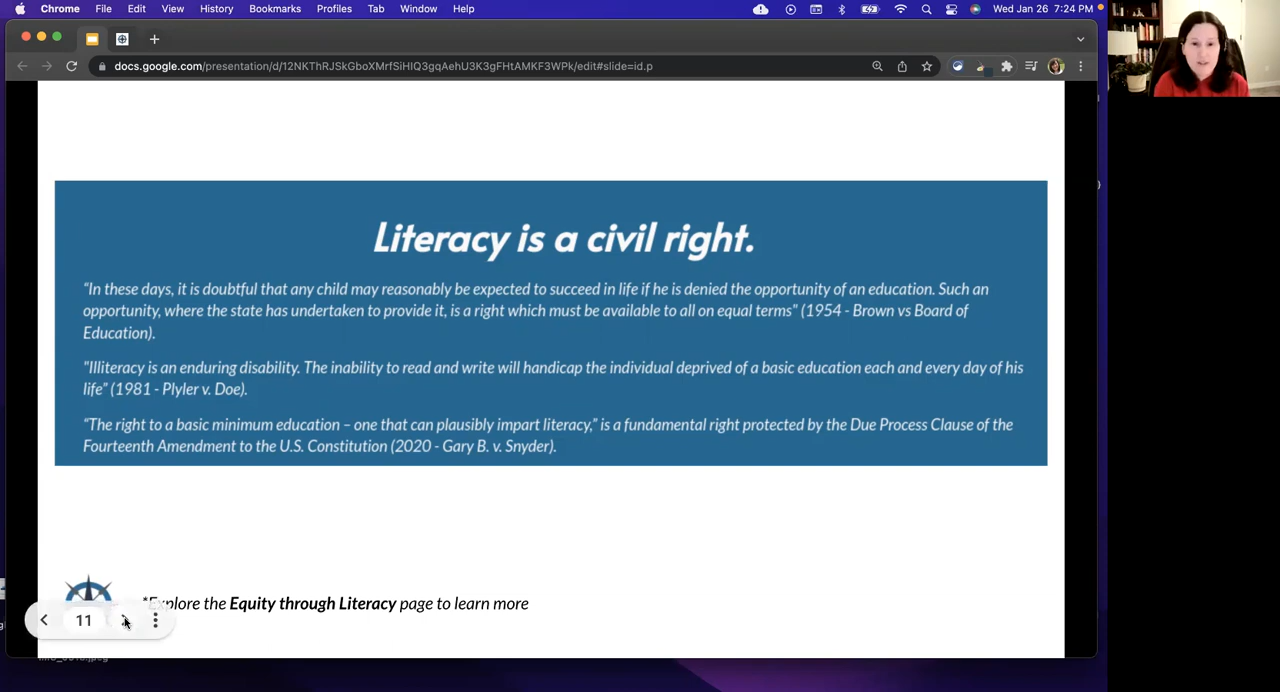 Chrome File Edit View History Bookmarks Profiles Tab Window Help Wed Jan 26 7:24 PM
docs.google.com/presentation/d/12NKThRJSkGboXMrfSiHIQ3gqAehU3K3gFHtAMKF3WPk/edit#slide=id.p
Literacy is a civil right.
“In these days, it is doubtful that any child may reasonably be expected to succeed in life if he is denied the opportunity of an education. Such an
opportunity, where the state has undertaken to provide it, is a right which must be available to all on equal terms” (1954 - Brown vs Board of
Education).
“Illiteracy is an enduring disability. The inability to read and write will handicap the individual deprived of a basic education each and every day of his
life” (1981 - Plyler v. Doe).
“The right to a basic minimum education – one that can plausibly impart literacy,” is a fundamental right protected by the Due Process Clause of the
Fourteenth Amendment to the U.S. Constitution (2020 - Gary B. v. Snyder).
*Explore the Equity through Literacy page to learn more
11